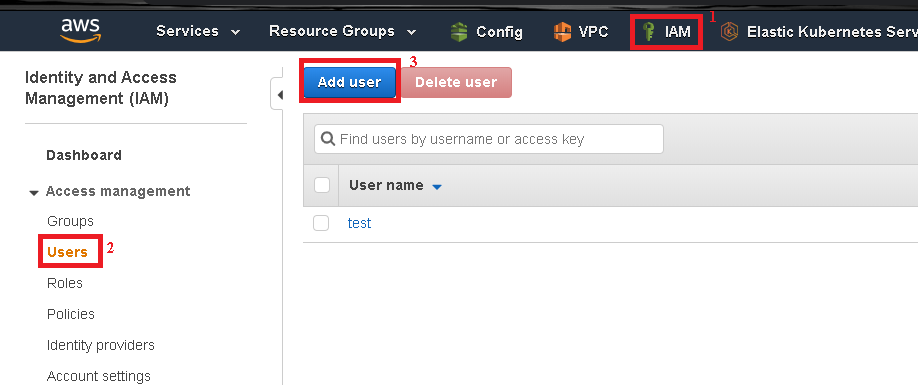 aws Services Resource Groups Config VPC IAM 1 Elastic Kubernetes Serv
Identity and Access
Management (IAM)
Dashboard
Access management
Groups
Users 2
Roles
Policies
Identity providers
Account settings
3
Add user Delete user
Find users by username or access key
User name
test